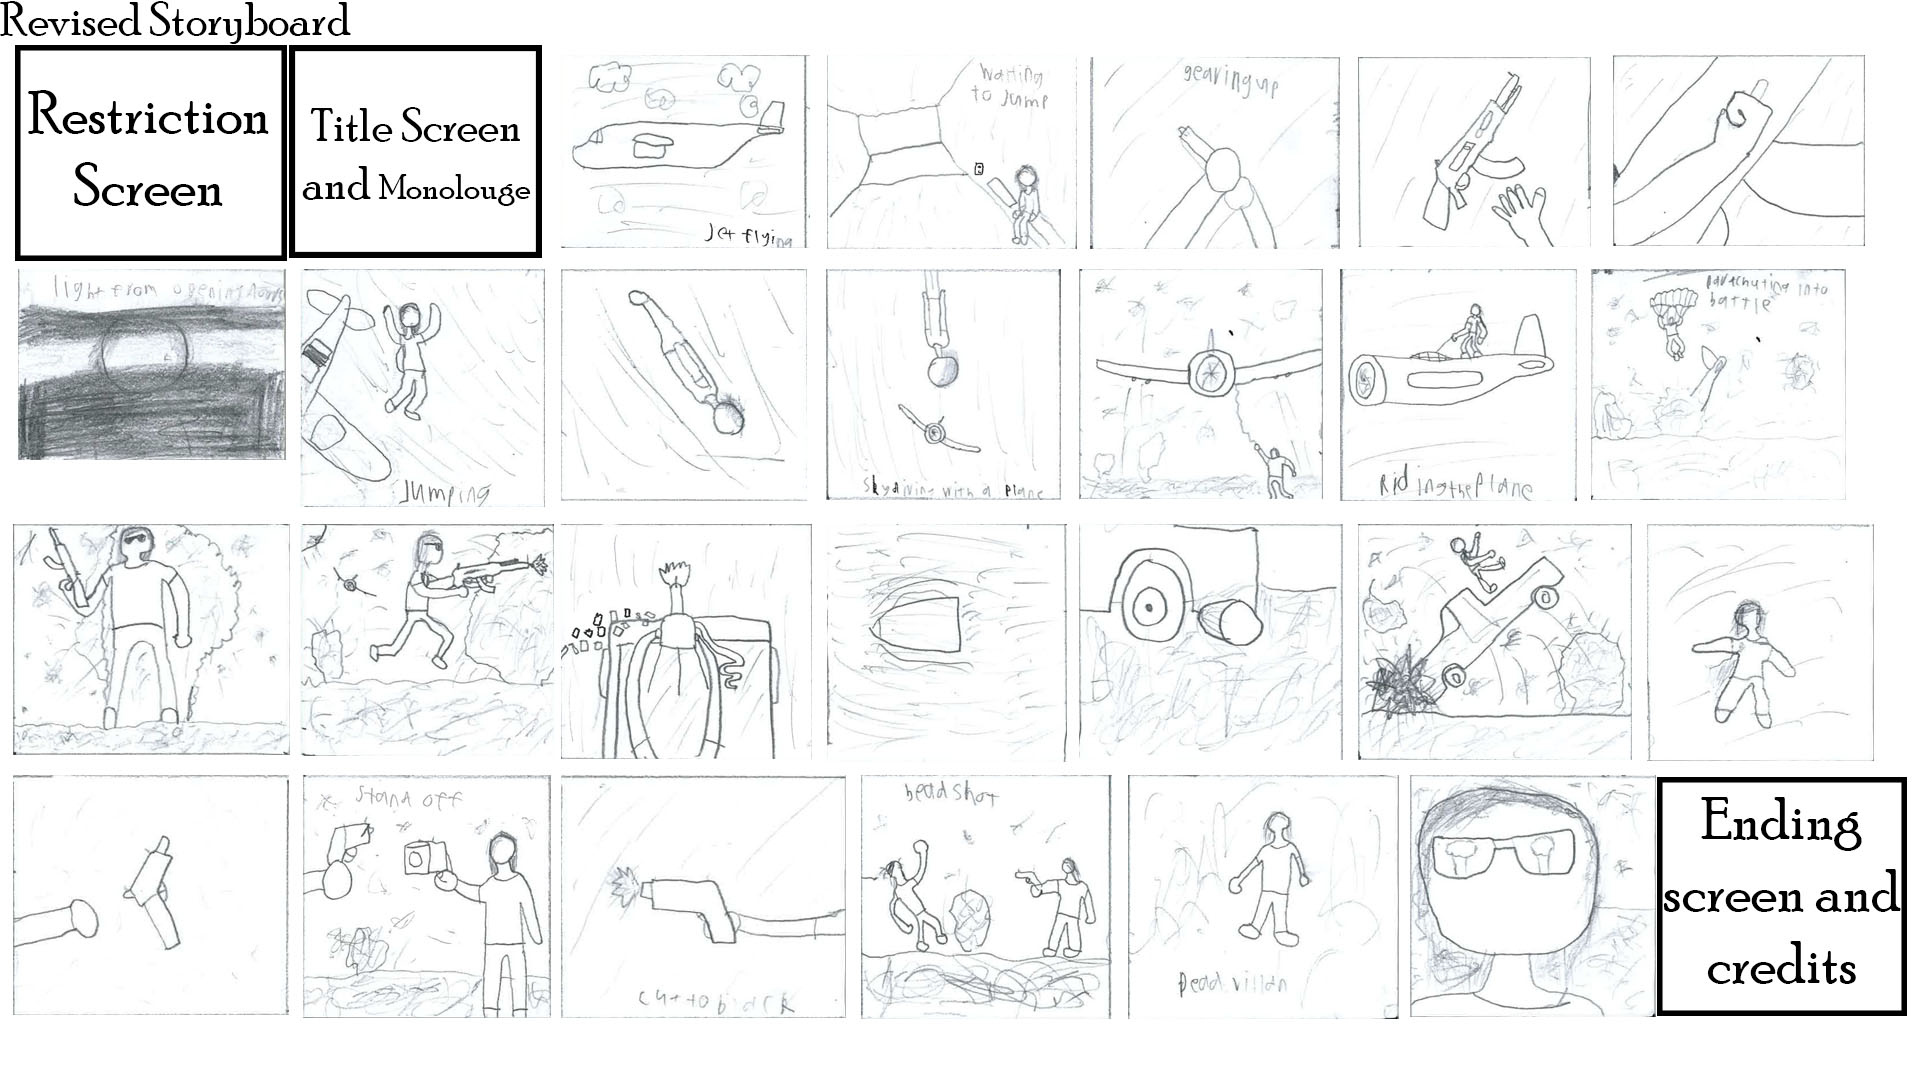 Revised Storyboard
Restriction
Screen
Title Screen
and Monolouge
Jet flying
waiting
to Jump
gearing up
light from opening doors
Jumping
Skydiving with a plane
Riding the Plane
parachuting into
battle
stand off
cut to black
head shot
Dead villan
Ending
screen and
credits